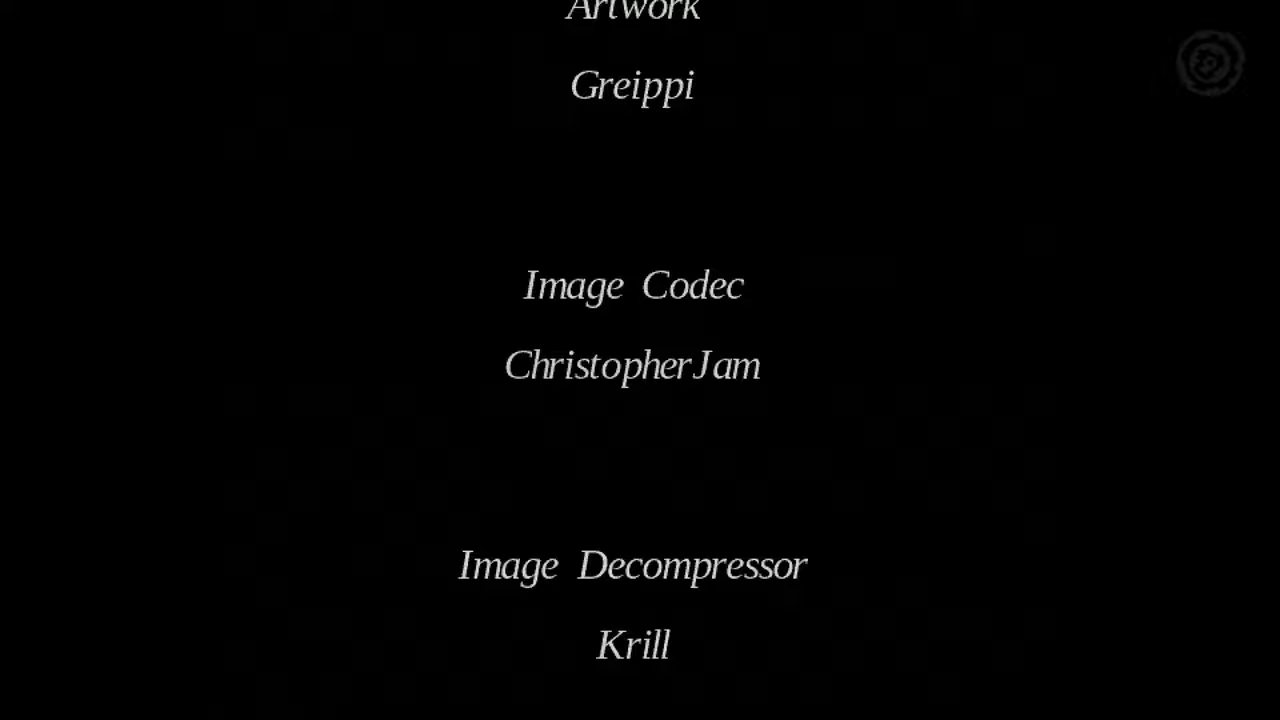 Artwork
Greippi
Image Codec
ChristopherJam
Image Decompressor
Krill